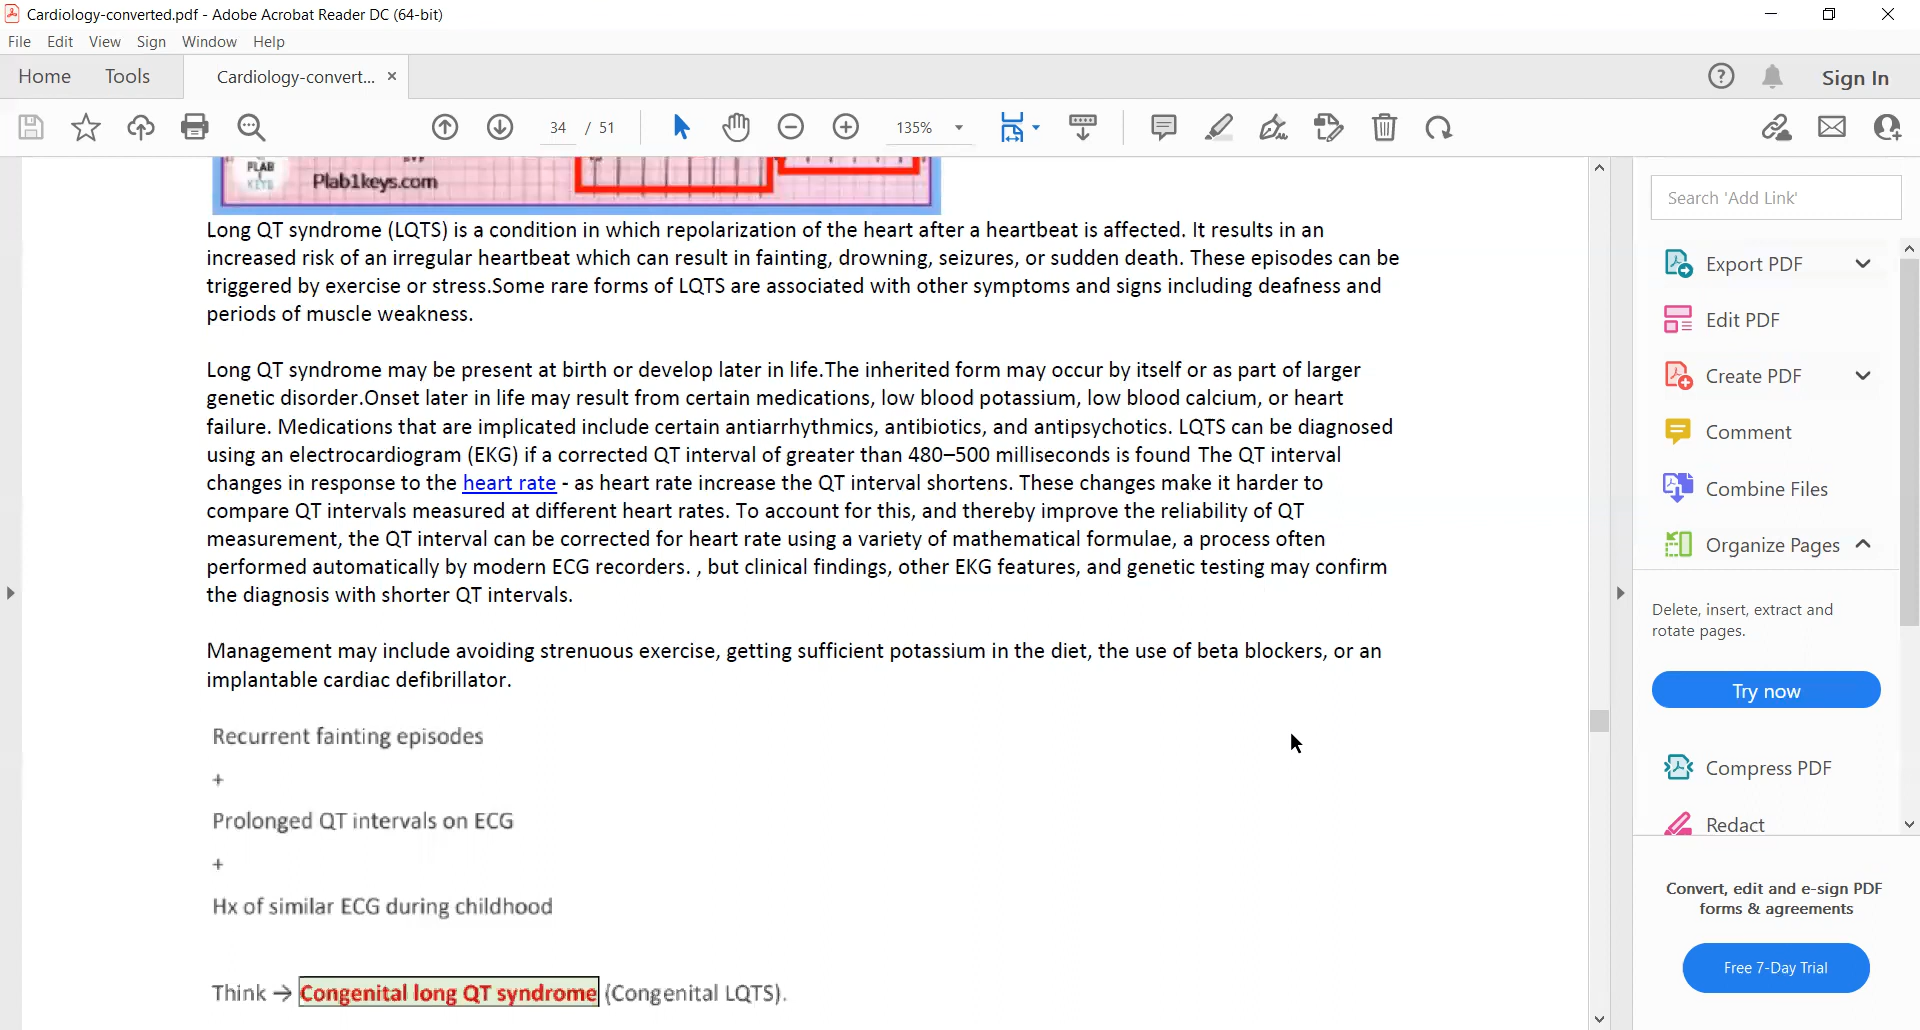 Cardiology-converted.pdf - Adobe Acrobat Reader DC (64-bit)
File Edit View Sign Window Help
Home Tools Cardiology-convert... × Sign In
34 / 51 135%
PLAB
KEYS
Plab1keys.com
Long QT syndrome (LQTS) is a condition in which repolarization of the heart after a heartbeat is affected. It results in an
increased risk of an irregular heartbeat which can result in fainting, drowning, seizures, or sudden death. These episodes can be
triggered by exercise or stress.Some rare forms of LQTS are associated with other symptoms and signs including deafness and
periods of muscle weakness.
Long QT syndrome may be present at birth or develop later in life.The inherited form may occur by itself or as part of larger
genetic disorder.Onset later in life may result from certain medications, low blood potassium, low blood calcium, or heart
failure. Medications that are implicated include certain antiarrhythmics, antibiotics, and antipsychotics. LQTS can be diagnosed
using an electrocardiogram (EKG) if a corrected QT interval of greater than 480–500 milliseconds is found The QT interval
changes in response to the heart rate - as heart rate increase the QT interval shortens. These changes make it harder to
compare QT intervals measured at different heart rates. To account for this, and thereby improve the reliability of QT
measurement, the QT interval can be corrected for heart rate using a variety of mathematical formulae, a process often
performed automatically by modern ECG recorders. , but clinical findings, other EKG features, and genetic testing may confirm
the diagnosis with shorter QT intervals.
Management may include avoiding strenuous exercise, getting sufficient potassium in the diet, the use of beta blockers, or an
implantable cardiac defibrillator.
Recurrent fainting episodes
+
Prolonged QT intervals on ECG
+
Hx of similar ECG during childhood
Think → Congenital long QT syndrome (Congenital LQTS).
Search 'Add Link'
Export PDF
Edit PDF
Create PDF
Comment
Combine Files
Organize Pages
Delete, insert, extract and
rotate pages.
Try now
Compress PDF
Redact
Convert, edit and e-sign PDF
forms & agreements
Free 7-Day Trial